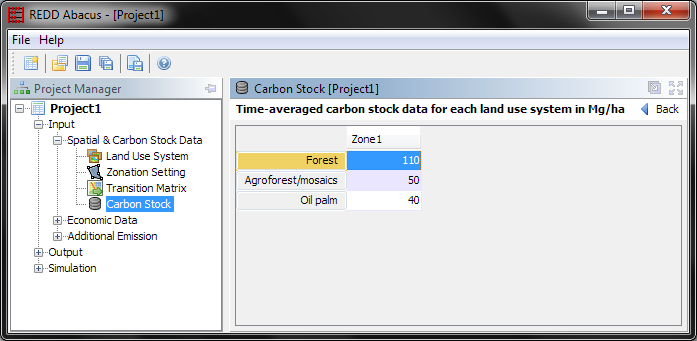 REDD Abacus - [Project1]
File Help
Project Manager
Project1
Input
Spatial & Carbon Stock Data
Land Use System
Zonation Setting
Transition Matrix
Carbon Stock
Economic Data
Additional Emission
Output
Simulation
Carbon Stock [Project1]
Time-averaged carbon stock data for each land use system in Mg/ha Back
Zone1
Forest 110
Agroforest/mosaics 50
Oil palm 40